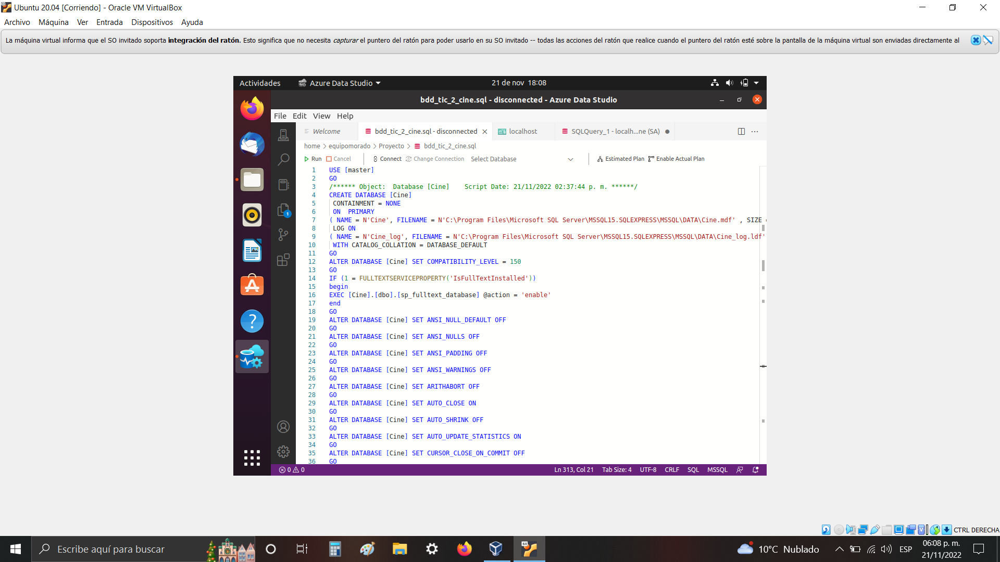 Ubuntu 20.04 [Corriendo] - Oracle VM VirtualBox
Archivo Máquina Ver Entrada Dispositivos Ayuda
La máquina virtual informa que el SO invitado soporta integración del ratón. Esto significa que no necesita capturar el puntero del ratón para poder usarlo en su SO invitado -- todas las acciones del ratón que realice cuando el puntero del ratón esté sobre la pantalla de la máquina virtual son enviadas directamente al
Actividades Azure Data Studio 21 de nov 18:08
bdd_tic_2_cine.sql - disconnected - Azure Data Studio
File Edit View Help
Welcome bdd_tic_2_cine.sql - disconnected localhost SQLQuery_1 - localh...ne (SA)
home > equipomorado > Proyecto > bdd_tic_2_cine.sql
Run Cancel Connect Change Connection Select Database Estimated Plan Enable Actual Plan
1 USE [master]
2 GO
3 /****** Object:  Database [Cine]    Script Date: 21/11/2022 02:37:44 p. m. ******/
4 CREATE DATABASE [Cine]
5 CONTAINMENT = NONE
6 ON  PRIMARY
7 ( NAME = N'Cine', FILENAME = N'C:\Program Files\Microsoft SQL Server\MSSQL15.SQLEXPRESS\MSSQL\DATA\Cine.mdf' , SIZE =
8 LOG ON
9 ( NAME = N'Cine_log', FILENAME = N'C:\Program Files\Microsoft SQL Server\MSSQL15.SQLEXPRESS\MSSQL\DATA\Cine_log.ldf'
10 WITH CATALOG_COLLATION = DATABASE_DEFAULT
11 GO
12 ALTER DATABASE [Cine] SET COMPATIBILITY_LEVEL = 150
13 GO
14 IF (1 = FULLTEXTSERVICEPROPERTY('IsFullTextInstalled'))
15 begin
16 EXEC [Cine].[dbo].[sp_fulltext_database] @action = 'enable'
17 end
18 GO
19 ALTER DATABASE [Cine] SET ANSI_NULL_DEFAULT OFF
20 GO
21 ALTER DATABASE [Cine] SET ANSI_NULLS OFF
22 GO
23 ALTER DATABASE [Cine] SET ANSI_PADDING OFF
24 GO
25 ALTER DATABASE [Cine] SET ANSI_WARNINGS OFF
26 GO
27 ALTER DATABASE [Cine] SET ARITHABORT OFF
28 GO
29 ALTER DATABASE [Cine] SET AUTO_CLOSE ON
30 GO
31 ALTER DATABASE [Cine] SET AUTO_SHRINK OFF
32 GO
33 ALTER DATABASE [Cine] SET AUTO_UPDATE_STATISTICS ON
34 GO
35 ALTER DATABASE [Cine] SET CURSOR_CLOSE_ON_COMMIT OFF
36 GO
1
0 0 Ln 313, Col 21 Tab Size: 4 UTF-8 CRLF SQL MSSQL
CTRL DERECHA
Escribe aquí para buscar 64 10°C Nublado ESP 06:08 p. m.
21/11/2022